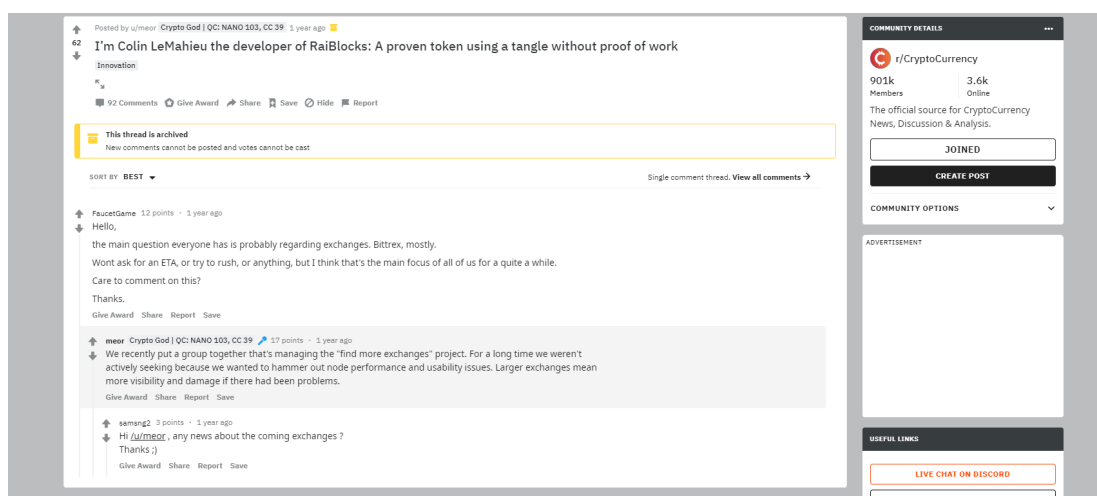 Posted by u/meor Crypto God | QC: NANO 103, CC 39 1 year ago
62
I'm Colin LeMahieu the developer of RaiBlocks: A proven token using a tangle without proof of work
Innovation
92 Comments Give Award Share Save Hide Report
This thread is archived
New comments cannot be posted and votes cannot be cast
SORT BY BEST
Single comment thread. View all comments →
FaucetGame 12 points · 1 year ago
Hello,
the main question everyone has is probably regarding exchanges. Bittrex, mostly.
Wont ask for an ETA, or try to rush, or anything, but I think that's the main focus of all of us for a quite a while.
Care to comment on this?
Thanks.
Give Award Share Report Save
meor Crypto God | QC: NANO 103, CC 39 17 points · 1 year ago
We recently put a group together that's managing the "find more exchanges" project. For a long time we weren't
actively seeking because we wanted to hammer out node performance and usability issues. Larger exchanges mean
more visibility and damage if there had been problems.
Give Award Share Report Save
samsng2 3 points · 1 year ago
Hi /u/meor , any news about the coming exchanges ?
Thanks ;)
Give Award Share Report Save
COMMUNITY DETAILS
r/CryptoCurrency
901k 3.6k
Members Online
The official source for CryptoCurrency
News, Discussion & Analysis.
JOINED
CREATE POST
COMMUNITY OPTIONS
ADVERTISEMENT
USEFUL LINKS
LIVE CHAT ON DISCORD